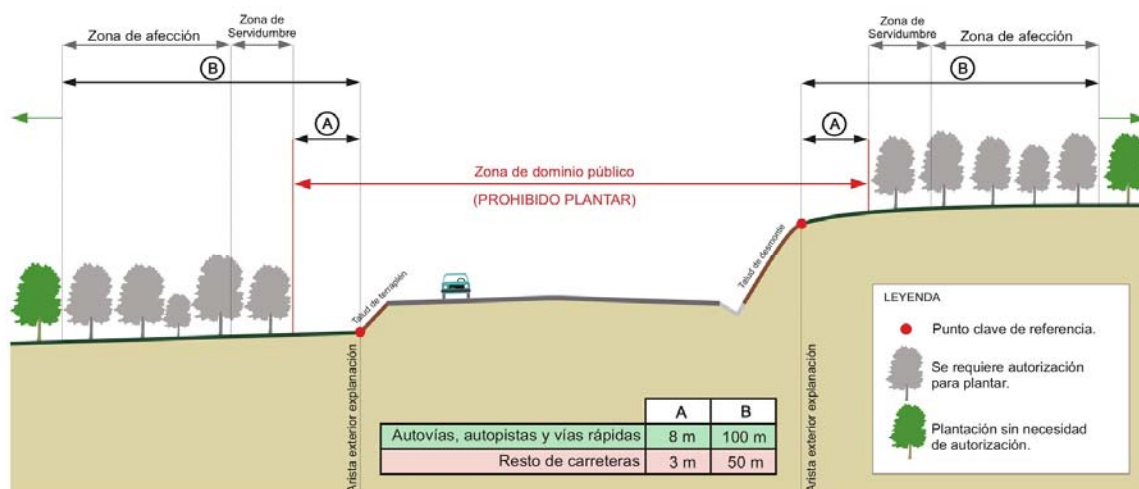 Zona de afección
Zona de
Servidumbre
B
A
Zona de
Servidumbre
Zona de afección
B
A
Zona de dominio público
(PROHIBIDO PLANTAR)
Talud de terraplén
Talud de desmonte
Arista exterior explanación
Arista exterior explanación
A B
Autovías, autopistas y vías rápidas 8 m 100 m
Resto de carreteras 3 m 50 m
LEYENDA
Punto clave de referencia.
Se requiere autorización
para plantar.
Plantación sin necesidad
de autorización.